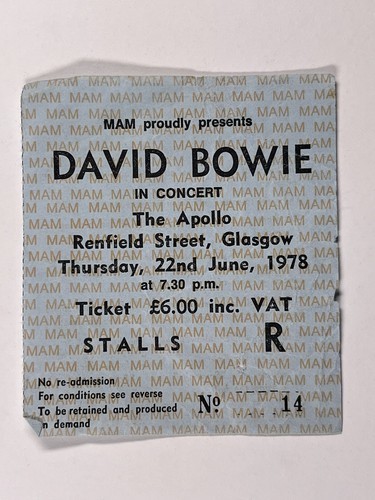 MAM proudly presents
DAVID BOWIE
IN CONCERT
The Apollo
Renfield Street, Glasgow
Thursday, 22nd June, 1978
at 7.30 p.m.
Ticket £6.00 inc. VAT
STALLS R
No re-admission
For conditions see reverse
To be retained and produced
on demand
No 14